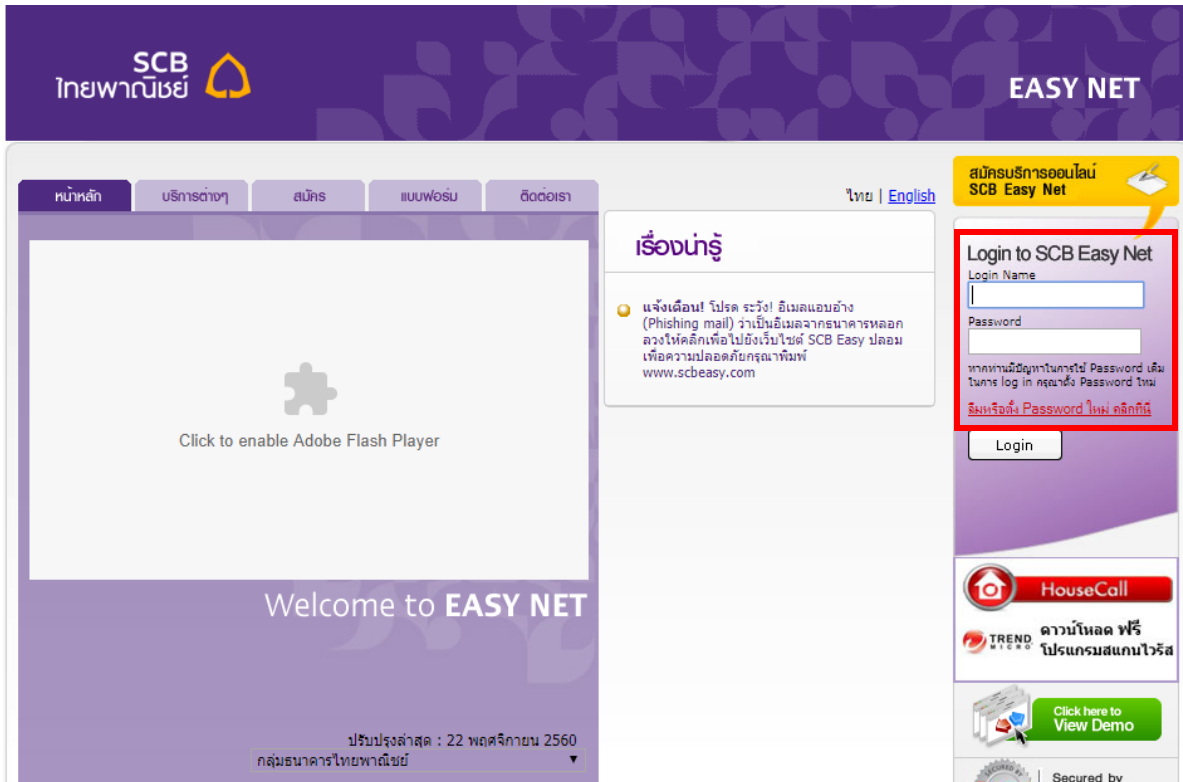 SCB
ไทยพาณิชย์
EASY NET
หน้าหลัก
บริการต่างๆ
สมัคร
แบบฟอร์ม
ติดต่อเรา
ไทย | English
Click to enable Adobe Flash Player
Welcome to EASY NET
ปรับปรุงล่าสุด : 22 พฤศจิกายน 2560
กลุ่มธนาคารไทยพาณิชย์
เรื่องน่ารู้
แจ้งเตือน! โปรด ระวัง! อีเมลแอบอ้าง
(Phishing mail) ว่าเป็นอีเมลจากธนาคารหลอก
ลวงให้คลิกเพื่อไปยังเว็บไซต์ SCB Easy ปลอม
เพื่อความปลอดภัยกรุณาพิมพ์
www.scbeasy.com
สมัครบริการออนไลน์
SCB Easy Net
Login to SCB Easy Net
Login Name
Password
หากท่านมีปัญหาในการใช้ Password เดิม
ในการ log in กรุณาตั้ง Password ใหม่
ลืมหรือตั้ง Password ใหม่ คลิกที่นี่
Login
HouseCall
TREND
MICRO
ดาวน์โหลด ฟรี
โปรแกรมสแกนไวรัส
Click here to
View Demo
SECURED
Secured by